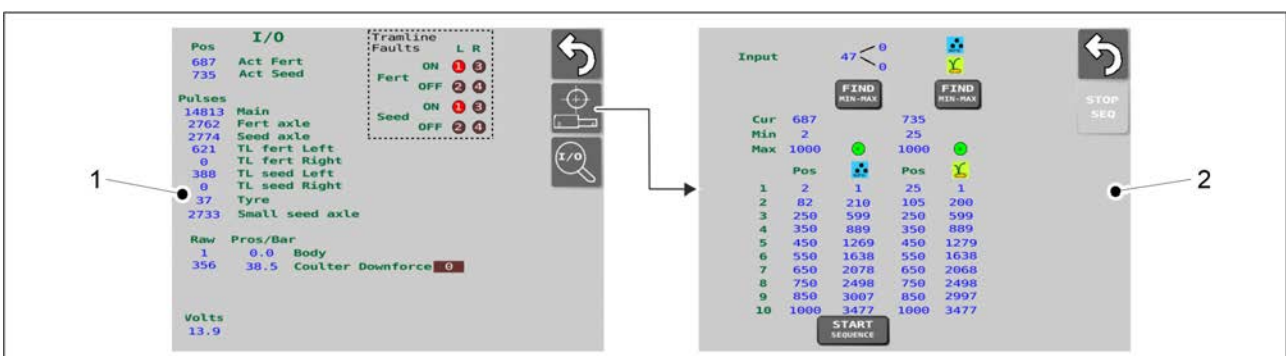 I/O
Pos
687 Act Fert
735 Act Seed
Tramline
Faults L R
Fert ON 1 3
OFF 2 4
Seed ON 1 3
OFF 2 4
Pulses
14813 Main
2762 Fert axle
2774 Seed axle
621 TL fert Left
0 TL fert Right
388 TL seed Left
0 TL seed Right
37 Tyre
2733 Small seed axle
Raw Pros/Bar
1 0.0 Body
356 38.5 Coulter Downforce 0
Volts
13.9
I/O
1
Input 47 0
0
FIND
MIN-MAX
FIND
MIN-MAX
STOP
SEQ
Cur 687 735
Min 2 25
Max 1000 1000
Pos Pos
1 2 1 25 1
2 82 210 105 200
3 250 599 250 599
4 350 889 350 889
5 450 1269 450 1279
6 550 1638 550 1638
7 650 2078 650 2068
8 750 2498 750 2498
9 850 3007 850 2997
10 1000 3477 1000 3477
START
SEQUENCE
2